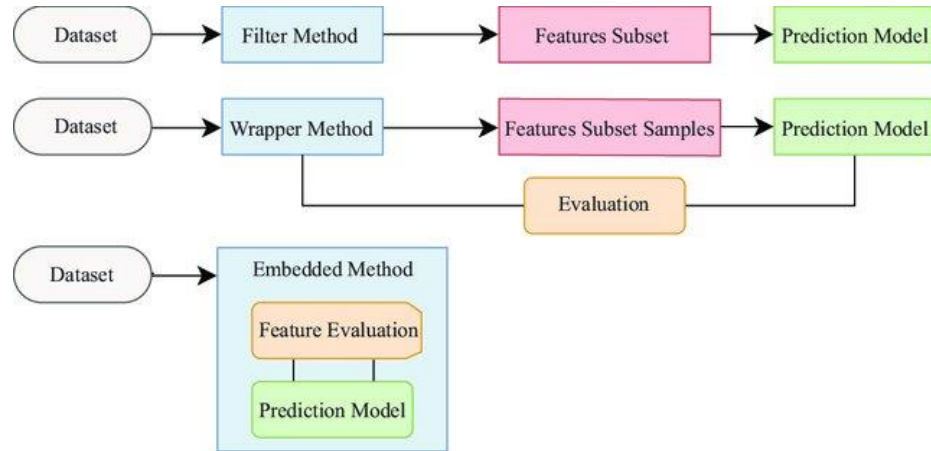 Dataset
Filter Method
Features Subset
Prediction Model
Dataset
Wrapper Method
Features Subset Samples
Prediction Model
Evaluation
Dataset
Embedded Method
Feature Evaluation
Prediction Model